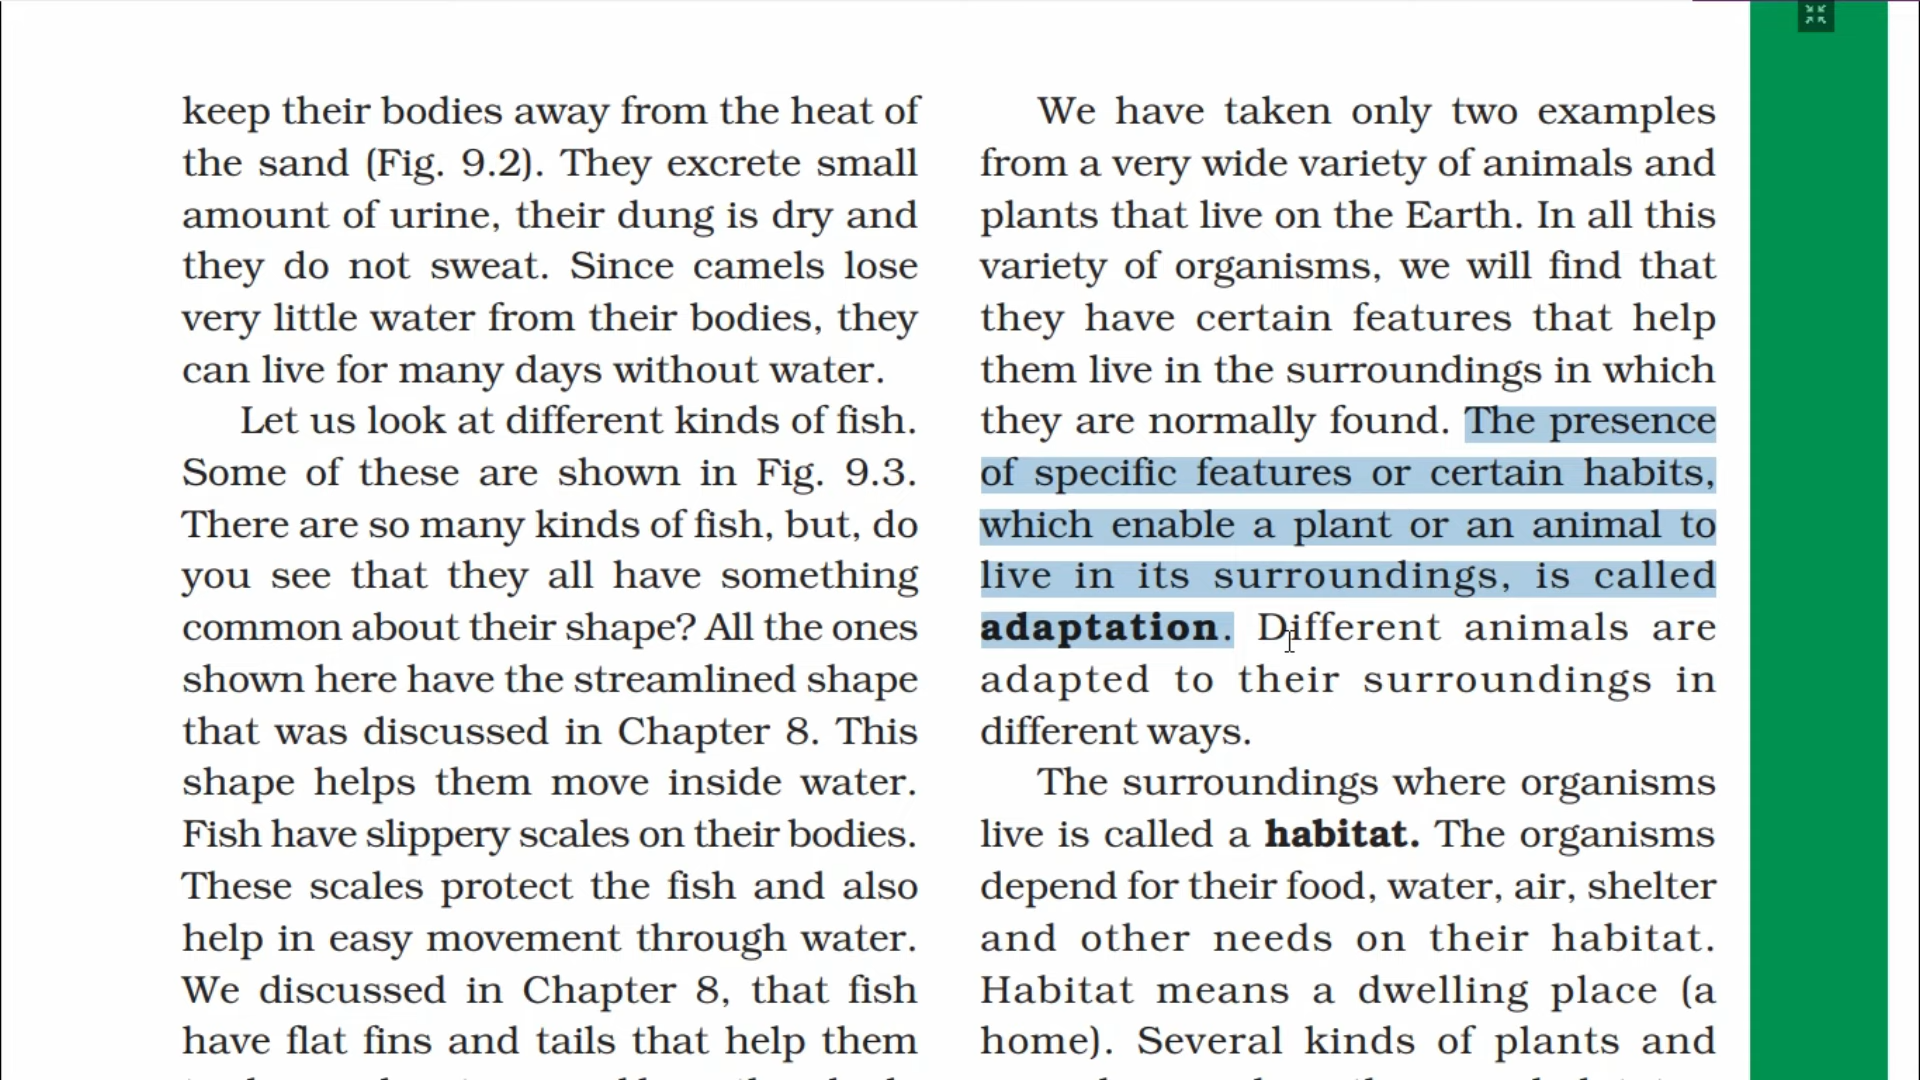 keep their bodies away from the heat of
the sand (Fig. 9.2). They excrete small
amount of urine, their dung is dry and
they do not sweat. Since camels lose
very little water from their bodies, they
can live for many days without water.
Let us look at different kinds of fish.
Some of these are shown in Fig. 9.3.
There are so many kinds of fish, but, do
you see that they all have something
common about their shape? All the ones
shown here have the streamlined shape
that was discussed in Chapter 8. This
shape helps them move inside water.
Fish have slippery scales on their bodies.
These scales protect the fish and also
help in easy movement through water.
We discussed in Chapter 8, that fish
have flat fins and tails that help them
We have taken only two examples
from a very wide variety of animals and
plants that live on the Earth. In all this
variety of organisms, we will find that
they have certain features that help
them live in the surroundings in which
they are normally found. The presence
of specific features or certain habits,
which enable a plant or an animal to
live in its surroundings, is called
adaptation. Different animals are
adapted to their surroundings in
different ways.
The surroundings where organisms
live is called a habitat. The organisms
depend for their food, water, air, shelter
and other needs on their habitat.
Habitat means a dwelling place (a
home). Several kinds of plants and